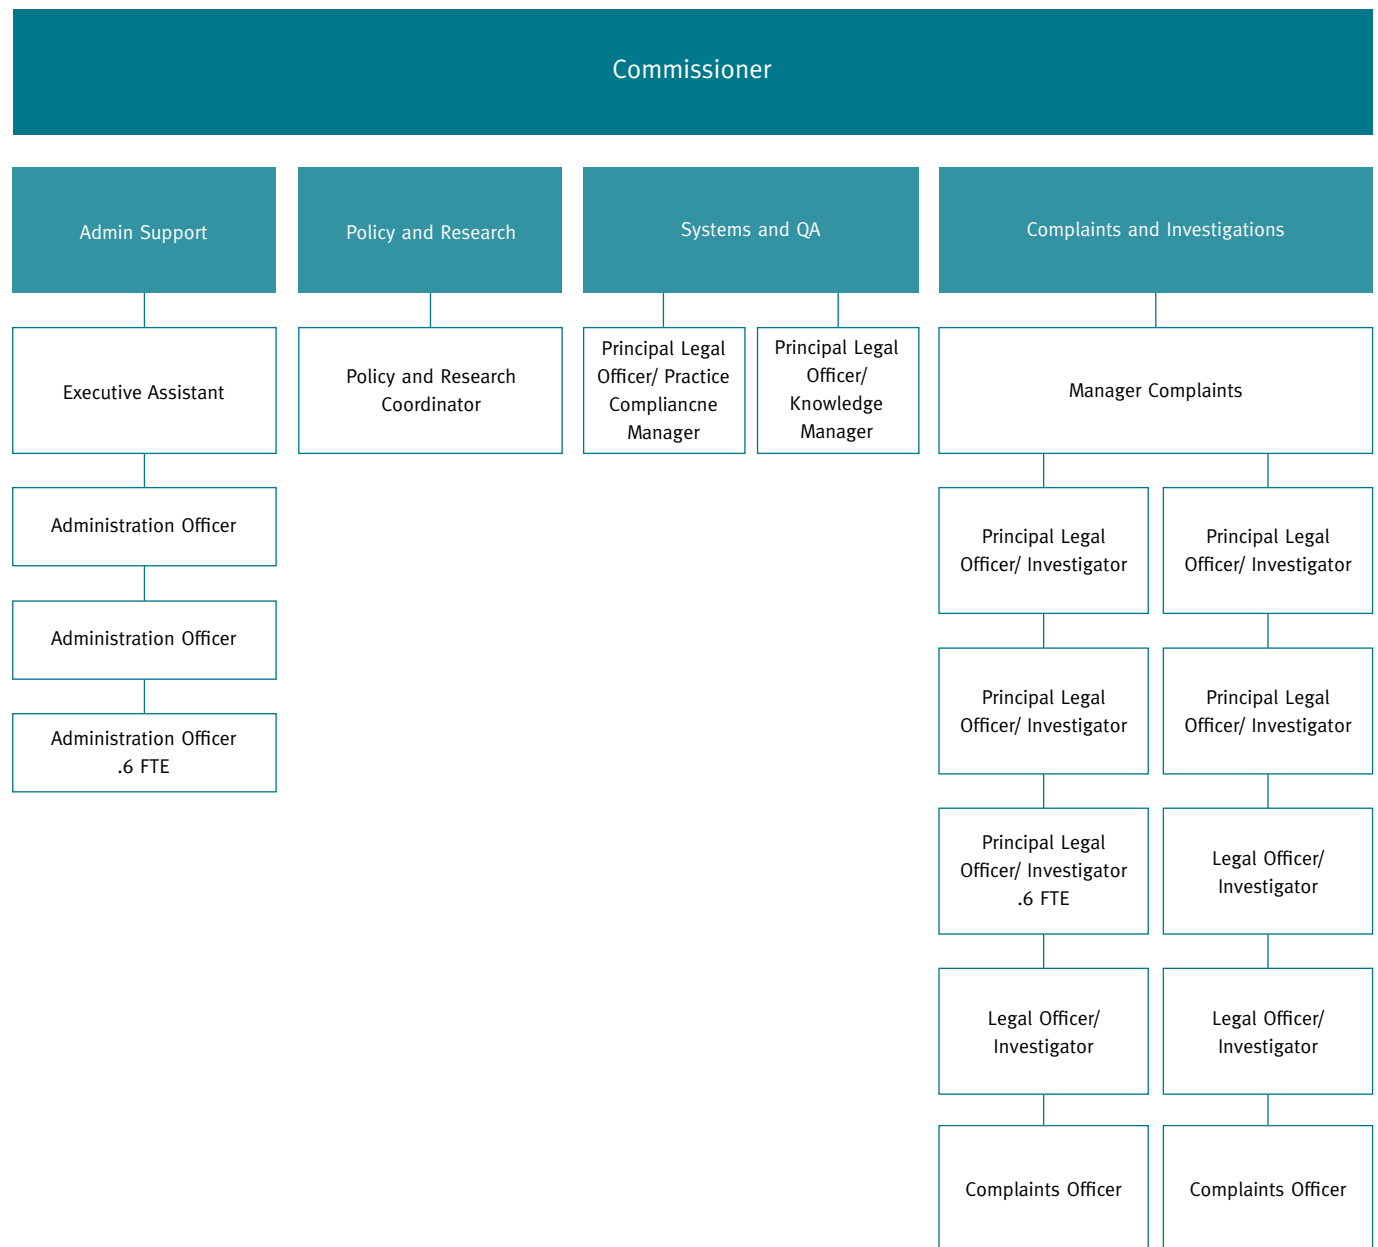 Commissioner
Admin Support
Policy and Research
Systems and QA
Complaints and Investigations
Executive Assistant
Policy and Research
Coordinator
Principal Legal
Officer/ Practice
Compliancne
Manager
Principal Legal
Officer/
Knowledge
Manager
Manager Complaints
Administration Officer
Administration Officer
Administration Officer
.6 FTE
Principal Legal
Officer/ Investigator
Principal Legal
Officer/ Investigator
Principal Legal
Officer/ Investigator
Principal Legal
Officer/ Investigator
Principal Legal
Officer/ Investigator
.6 FTE
Legal Officer/
Investigator
Legal Officer/
Investigator
Legal Officer/
Investigator
Complaints Officer
Complaints Officer